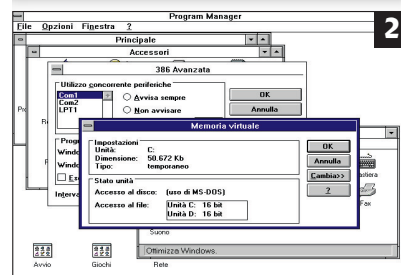 Program Manager
File Opzioni Finestra ?
2
Principale
Accessori
386 Avanzata
Utilizzo concorrente periferiche
Com1
Com2
LPT1
Avvisa sempre
Non avvisare
OK
Annulla
Memoria virtuale
Impostazioni
Unità: C:
Dimensione: 50.672 Kb
Tipo: temporaneo
Stato unità
Accesso al disco: (uso di MS-DOS)
Accesso al file: Unità C: 16 bit
Unità D: 16 bit
OK
Annulla
Cambia>>
?
Fax
Suono
Ottimizza Windows.
Avvio
Giochi
Rete